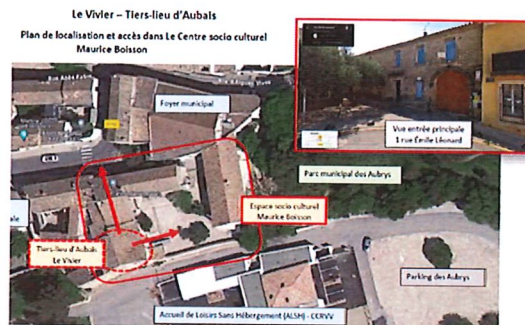 Le Vivier – Tiers-lieu d'Aubais
Plan de localisation et accès dans Le Centre socio culturel
Maurice Boisson
Foyer municipal
Vue entrée principale
1 rue Émile Léonard
Parc municipal des Aubrys
Espace socio culturel
Maurice Boisson
Tiers-lieu d'Aubais
Le Vivier
Parking des Aubrys
Accueil de Loisirs Sans Hébergement (ALSH) - CCRVV